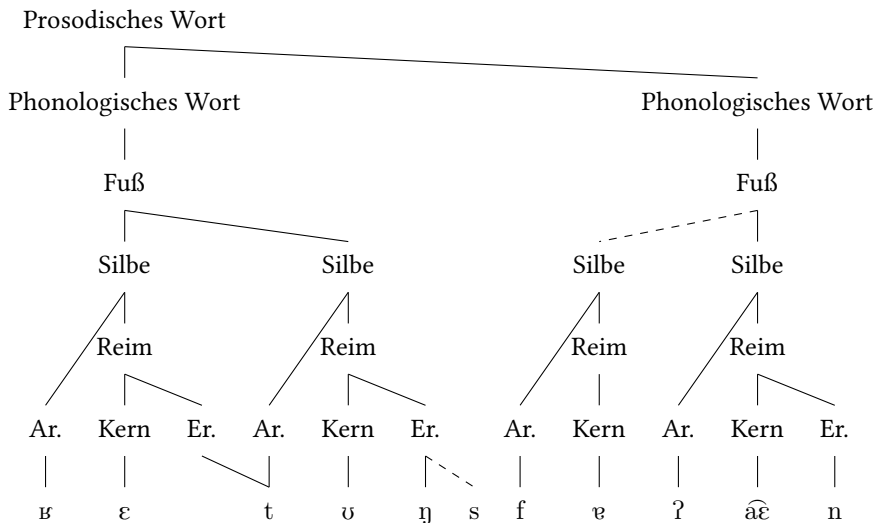 Prosodisches Wort
Phonologisches Wort Phonologisches Wort
Fuß Fuß
Silbe Silbe Silbe Silbe
Reim Reim Reim Reim
Ar. Kern Er. Ar. Kern Er. Ar. Kern Ar. Kern Er.
ʁ ɛ t ʊ ŋ s f ɐ ʔ a͡ɛ n